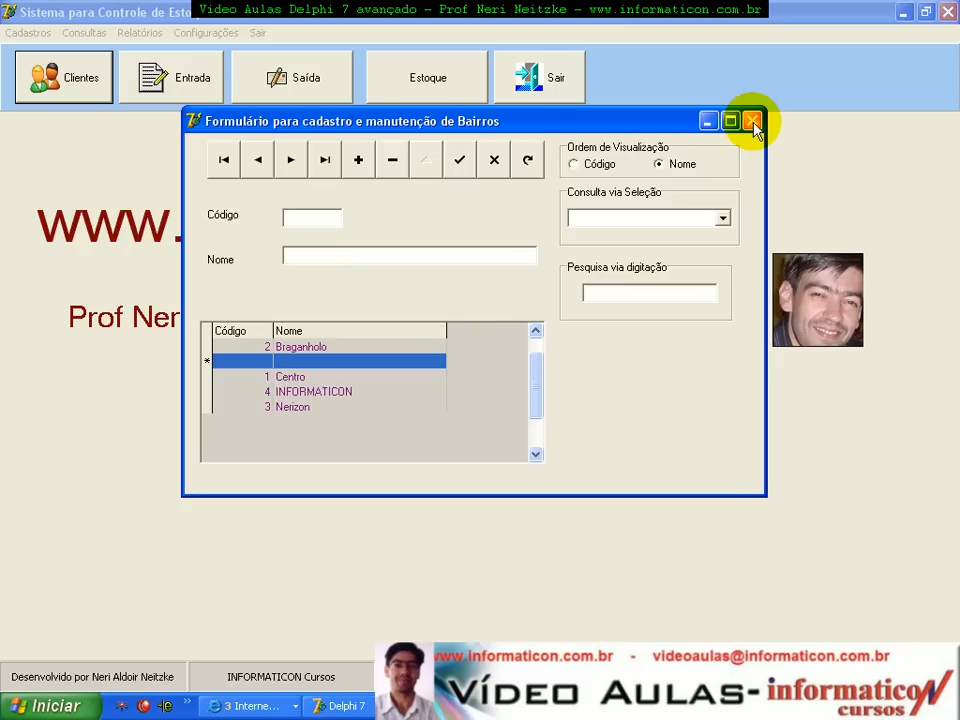 Sistema para Controle de Esto
Video Aulas Delphi 7 avançado - Prof Neri Neitzke - www.informaticon.com.br
Cadastros Consultas Relatórios Configurações Sair
Clientes Entrada Saída Estoque Sair
Formulário para cadastro e manutenção de Bairros
Ordem de Visualização
Código Nome
Consulta via Seleção
Código
Nome
Pesquisa via digitação
www.
Prof Ner
Código Nome
2 Braganholo
*
1 Centro
4 INFORMATICON
3 Nerizon
Desenvolvido por Neri Aldoir Neitzke INFORMATICON Cursos
www.informaticon.com.br - videoaulas@informaticon.com.br
VÍDEO AULAS- informaticon
cursos
Iniciar 3 Interne... Delphi 7